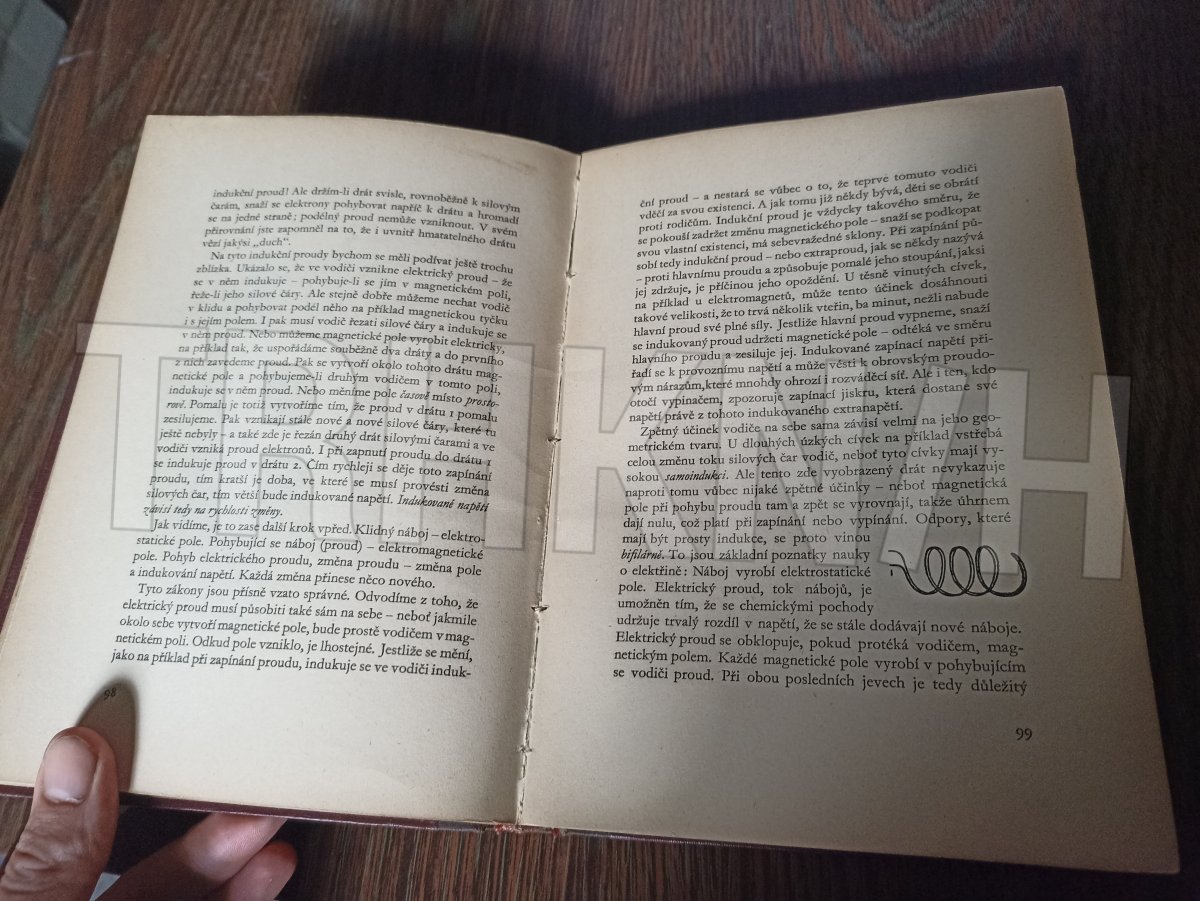 indukční proud! Ale držím-li drát svisle, rovnoběžně k silovým
čarám, snaží se elektrony pohybovat napříč k drátu a hromadí
se na jedné straně; podélný proud nemůže vzniknout. V svém
přirovnání jste zapomněl na to, že i uvnitř hmatatelného drátu
vězí jakýsi „duch“.
Na tyto indukční proudy bychom se měli podívat ještě trochu
zblízka. Ukázalo se, že ve vodiči vznikne elektrický proud – že
se v něm indukuje – pohybuje-li se jím v magnetickém poli,
řeže-li jeho silové čáry. Ale stejně dobře můžeme nechat vodič
v klidu a pohybovat podél něho na příklad magnetickou tyčku
i s jejím polem. I pak musí vodič řezati silové čáry a indukuje se
v něm proud. Nebo můžeme magnetické pole vyrobit elektricky,
na příklad tak, že uspořádáme souběžně dva dráty a do prvního
z nich zavedeme proud. Pak se vytvoří okolo tohoto drátu mag-
netické pole a pohybujeme-li druhým vodičem v tomto poli,
indukuje se v něm proud. Nebo měníme pole časově místo prosto-
rově. Pomalu je totiž vytvoříme tím, že proud v drátu 1 pomalu
zesilujeme. Pak vznikají stále nové a nové silové čáry, které tu
ještě nebyly – a také zde je řezán druhý drát silovými čarami a ve
vodiči vzniká proud elektronů. I při zapnutí proudu do drátu 1
se indukuje proud v drátu 2. Čím rychleji se děje toto zapínání
proudu, tím kratší je doba, ve které se musí provésti změna
silových čar, tím větší bude indukované napětí. Indukované napětí
závisí tedy na rychlosti změny.
Jak vidíme, je to zase další krok vpřed. Klidný náboj – elektro-
statické pole. Pohybující se náboj (proud) – elektromagnetické
pole. Pohyb elektrického proudu, změna proudu – změna pole
a indukování napětí. Každá změna přinese něco nového.
Tyto zákony jsou přísně vzato správné. Odvodíme z toho, že
elektrický proud musí působiti také sám na sebe – neboť jakmile
okolo sebe vytvoří magnetické pole, bude prostě vodičem v mag-
netickém poli. Odkud pole vzniklo, je lhostejné. Jestliže se mění,
jako na příklad při zapínání proudu, indukuje se ve vodiči induk-
98
ční proud – a nestará se vůbec o to, že teprve tomuto vodiči
vděčí za svou existenci. A jak tomu již někdy bývá, děti se obrátí
proti rodičům. Indukční proud je vždycky takového směru, že
se pokouší zadržet změnu magnetického pole – snaží se podkopat
svou vlastní existenci, má sebevražedné sklony. Při zapínání pů-
sobí tedy indukční proud – nebo extraproud, jak se někdy nazývá
– proti hlavnímu proudu a způsobuje pomalé jeho stoupání, jaksi
jej zdržuje, je příčinou jeho opoždění. U těsně vinutých cívek,
na příklad u elektromagnetů, může tento účinek dosáhnouti
takové velikosti, že to trvá několik vteřin, ba minut, nežli nabude
hlavní proud své plné síly. Jestliže hlavní proud vypneme, snaží
se indukovaný proud udržeti magnetické pole – odtéká ve směru
hlavního proudu a zesiluje jej. Indukované zapínací napětí při-
řadí se k provoznímu napětí a může vésti k obrovským proudo-
vým nárazům, které mnohdy ohrozí i rozváděcí síť. Ale i ten, kdo
otočí vypínačem, zpozoruje zapínací jiskru, která dostane své
napětí právě z tohoto indukovaného extranapětí.
Zpětný účinek vodiče na sebe sama závisí velmi na jeho geo-
metrickém tvaru. U dlouhých úzkých cívek na příklad vstřebá
celou změnu toku silových čar vodič, neboť tyto cívky mají vy-
sokou samoindukci. Ale tento zde vyobrazený drát nevykazuje
naproti tomu vůbec nijaké zpětné účinky – neboť magnetická
pole při pohybu proudu tam a zpět se vyrovnají, takže úhrnem
dají nulu, což platí při zapínání nebo vypínání. Odpory, které
mají být prosty indukce, se proto vinou
bifilárně. To jsou základní poznatky nauky
o elektřině: Náboj vyrobí elektrostatické
pole. Elektrický proud, tok nábojů, je
umožněn tím, že se chemickými pochody
udržuje trvalý rozdíl v napětí, že se stále dodávají nové náboje.
Elektrický proud se obklopuje, pokud protéká vodičem, mag-
netickým polem. Každé magnetické pole vyrobí v pohybujícím
se vodiči proud. Při obou posledních jevech je tedy důležitý
99